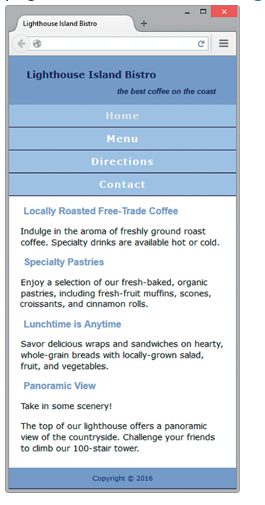 Lighthouse Island Bistro
Lighthouse Island Bistro
the best coffee on the coast
Home
Menu
Directions
Contact
Locally Roasted Free-Trade Coffee
Indulge in the aroma of freshly ground roast
coffee. Specialty drinks are available hot or cold.
Specialty Pastries
Enjoy a selection of our fresh-baked, organic
pastries, including fresh-fruit muffins, scones,
croissants, and cinnamon rolls.
Lunchtime is Anytime
Savor delicious wraps and sandwiches on hearty,
whole-grain breads with locally-grown salad,
fruit, and vegetables.
Panoramic View
Take in some scenery!
The top of our lighthouse offers a panoramic
view of the countryside. Challenge your friends
to climb our 100-stair tower.
Copyright © 2016